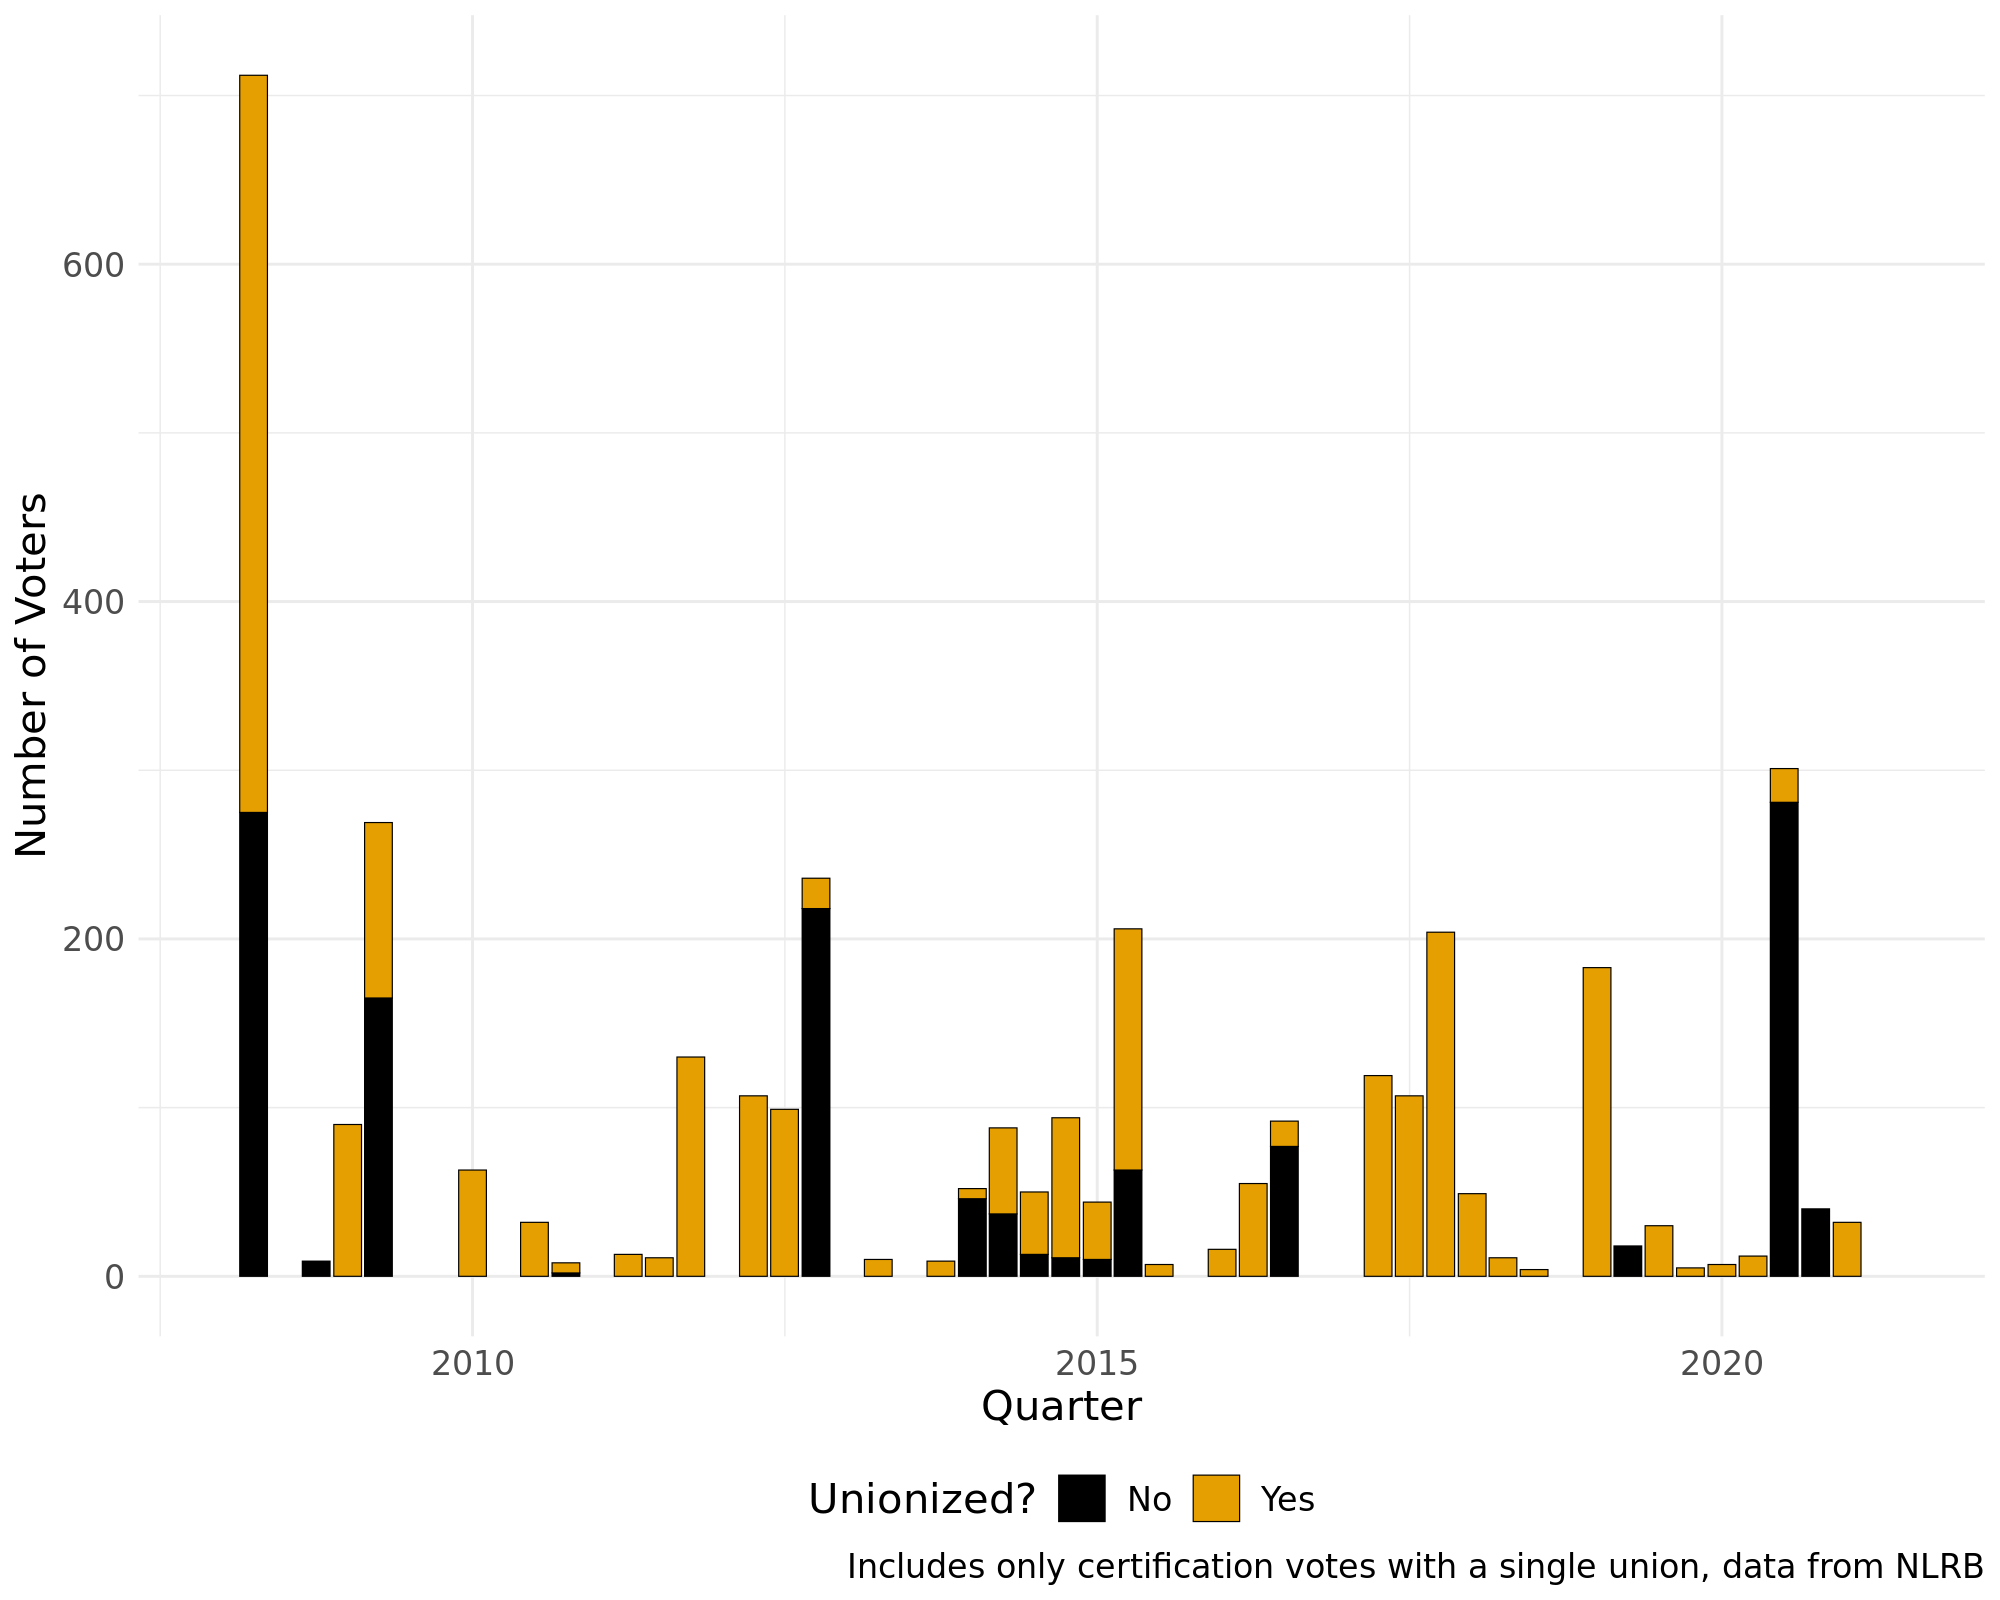 600
400
200
0
Number of Voters
2010 2015 2020
Quarter
Unionized? No Yes
Includes only certification votes with a single union, data from NLRB